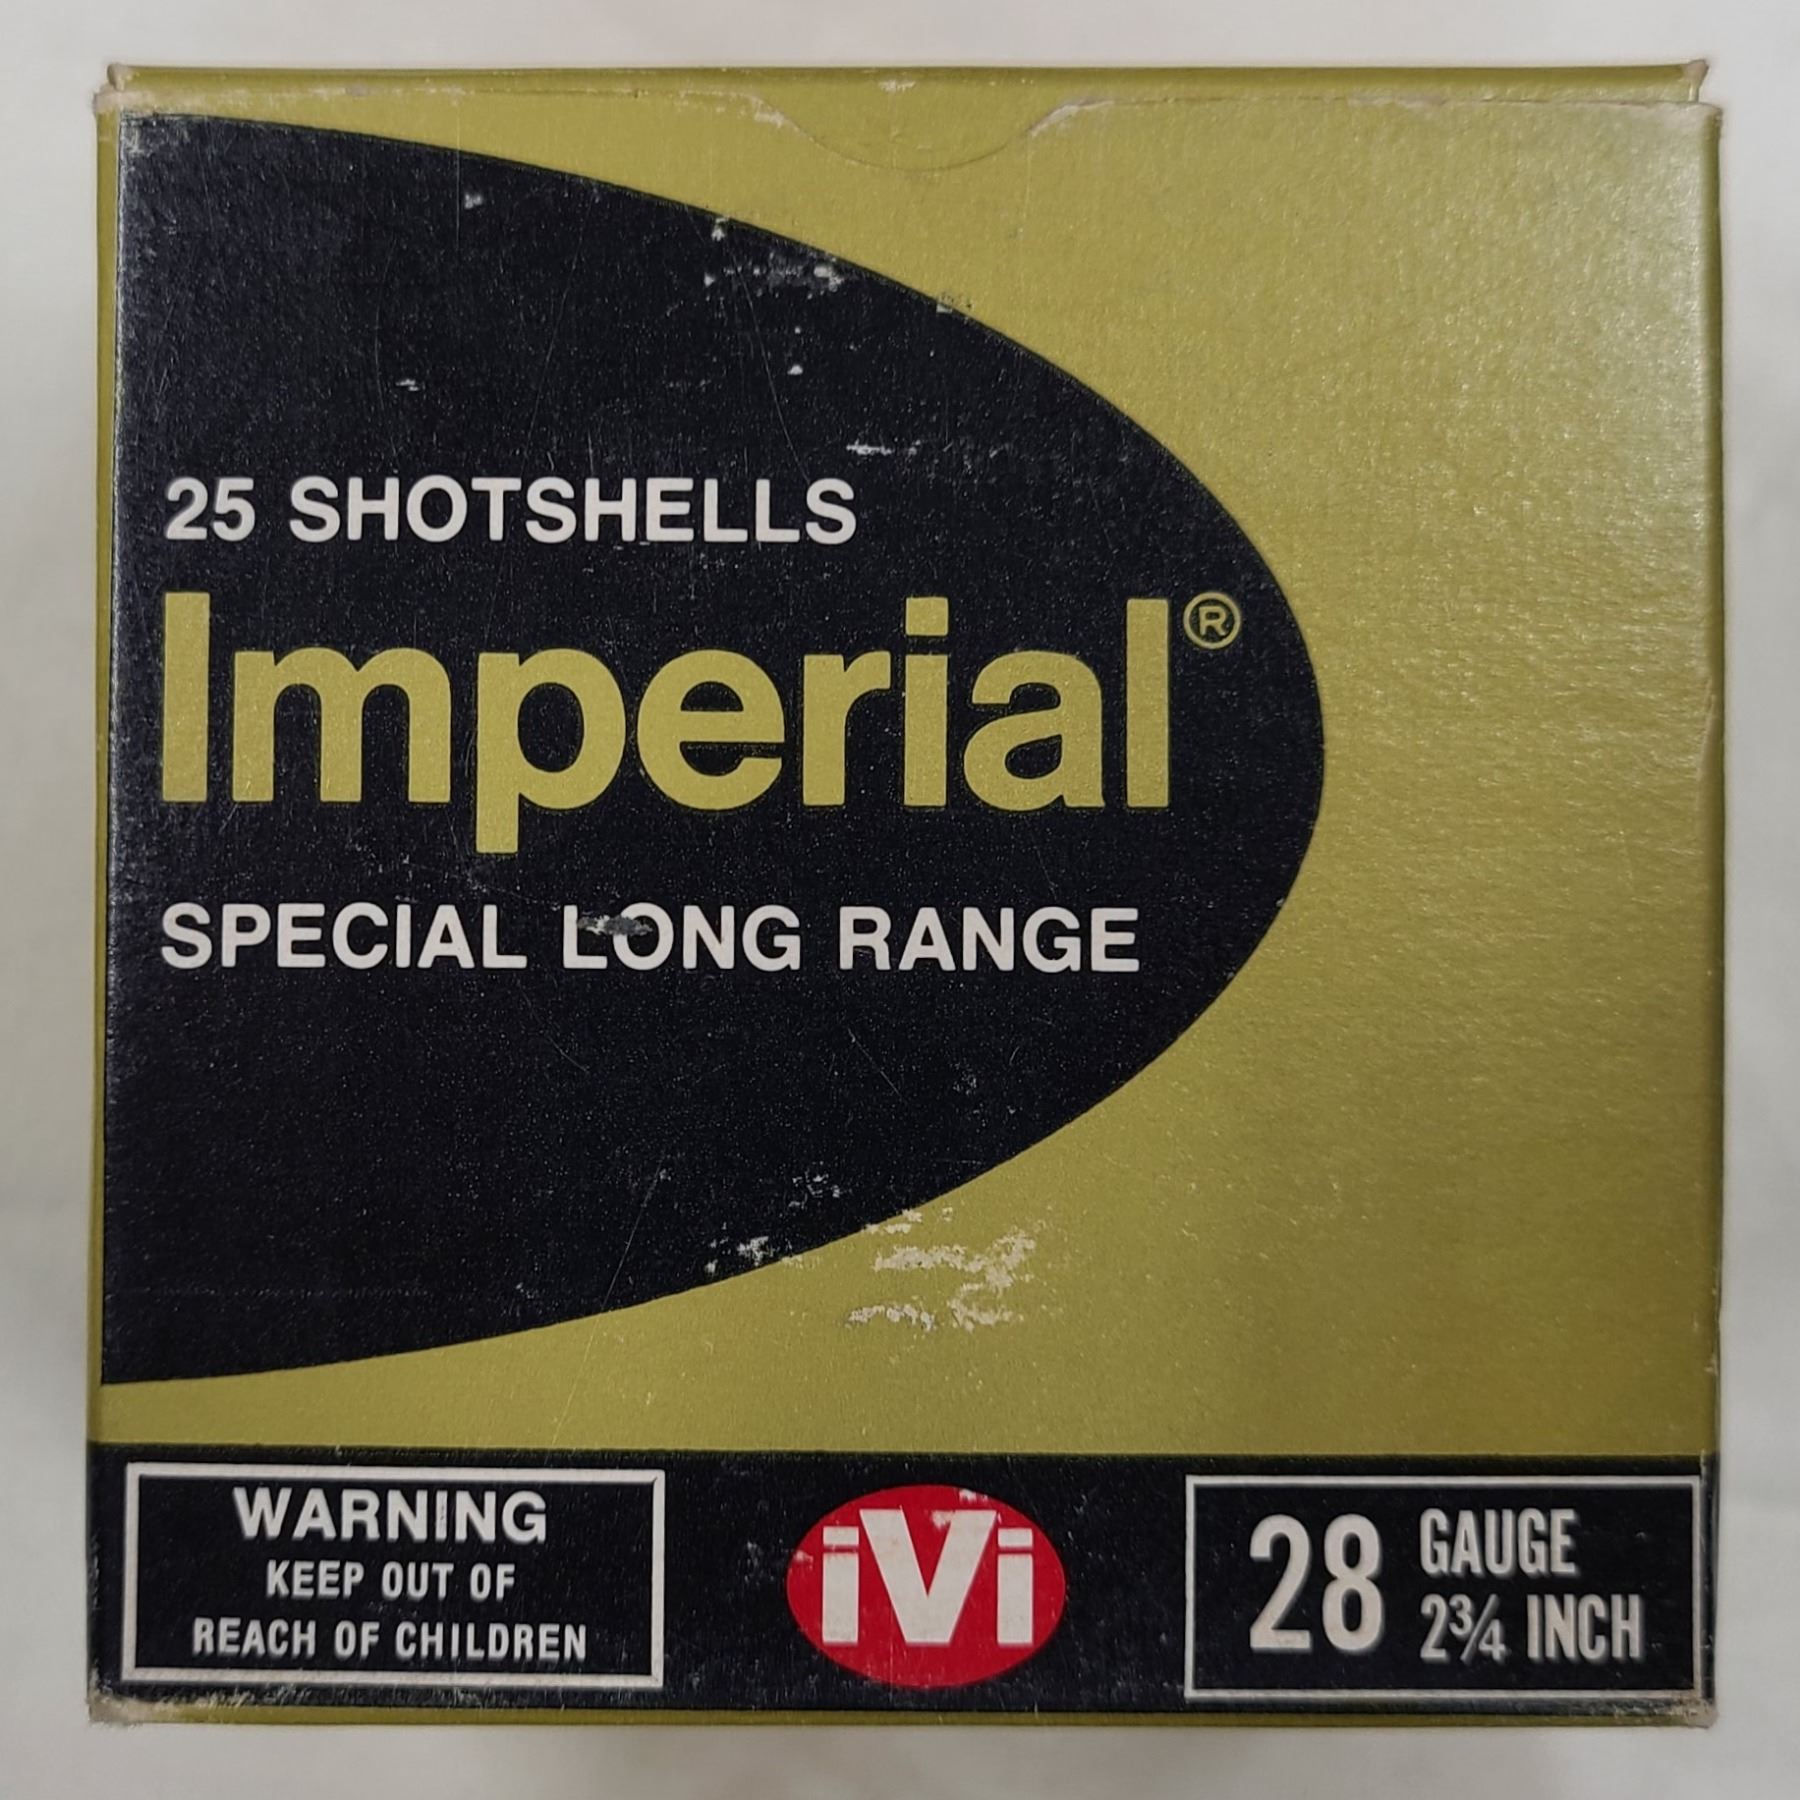 25 SHOTSHELLS
Imperial®
SPECIAL LONG RANGE
WARNING
KEEP OUT OF
REACH OF CHILDREN
iVi
28 GAUGE
2¾ INCH